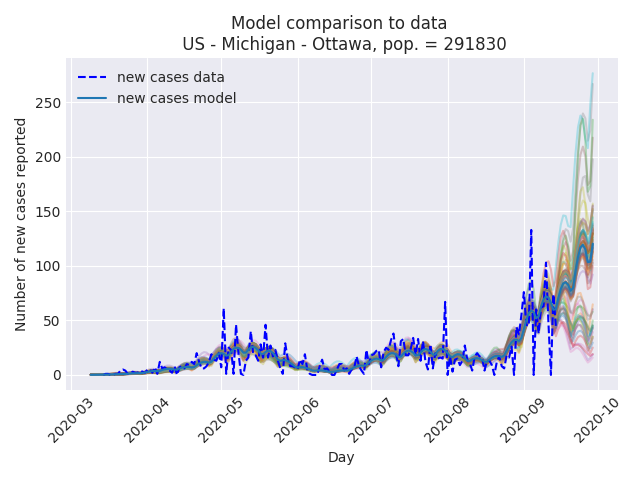 Model comparison to data
US - Michigan - Ottawa, pop. = 291830
new cases data
new cases model
Number of new cases reported
250
200
150
100
50
0
2020-03
2020-04
2020-05
2020-06
2020-07
2020-08
2020-09
2020-10
Day